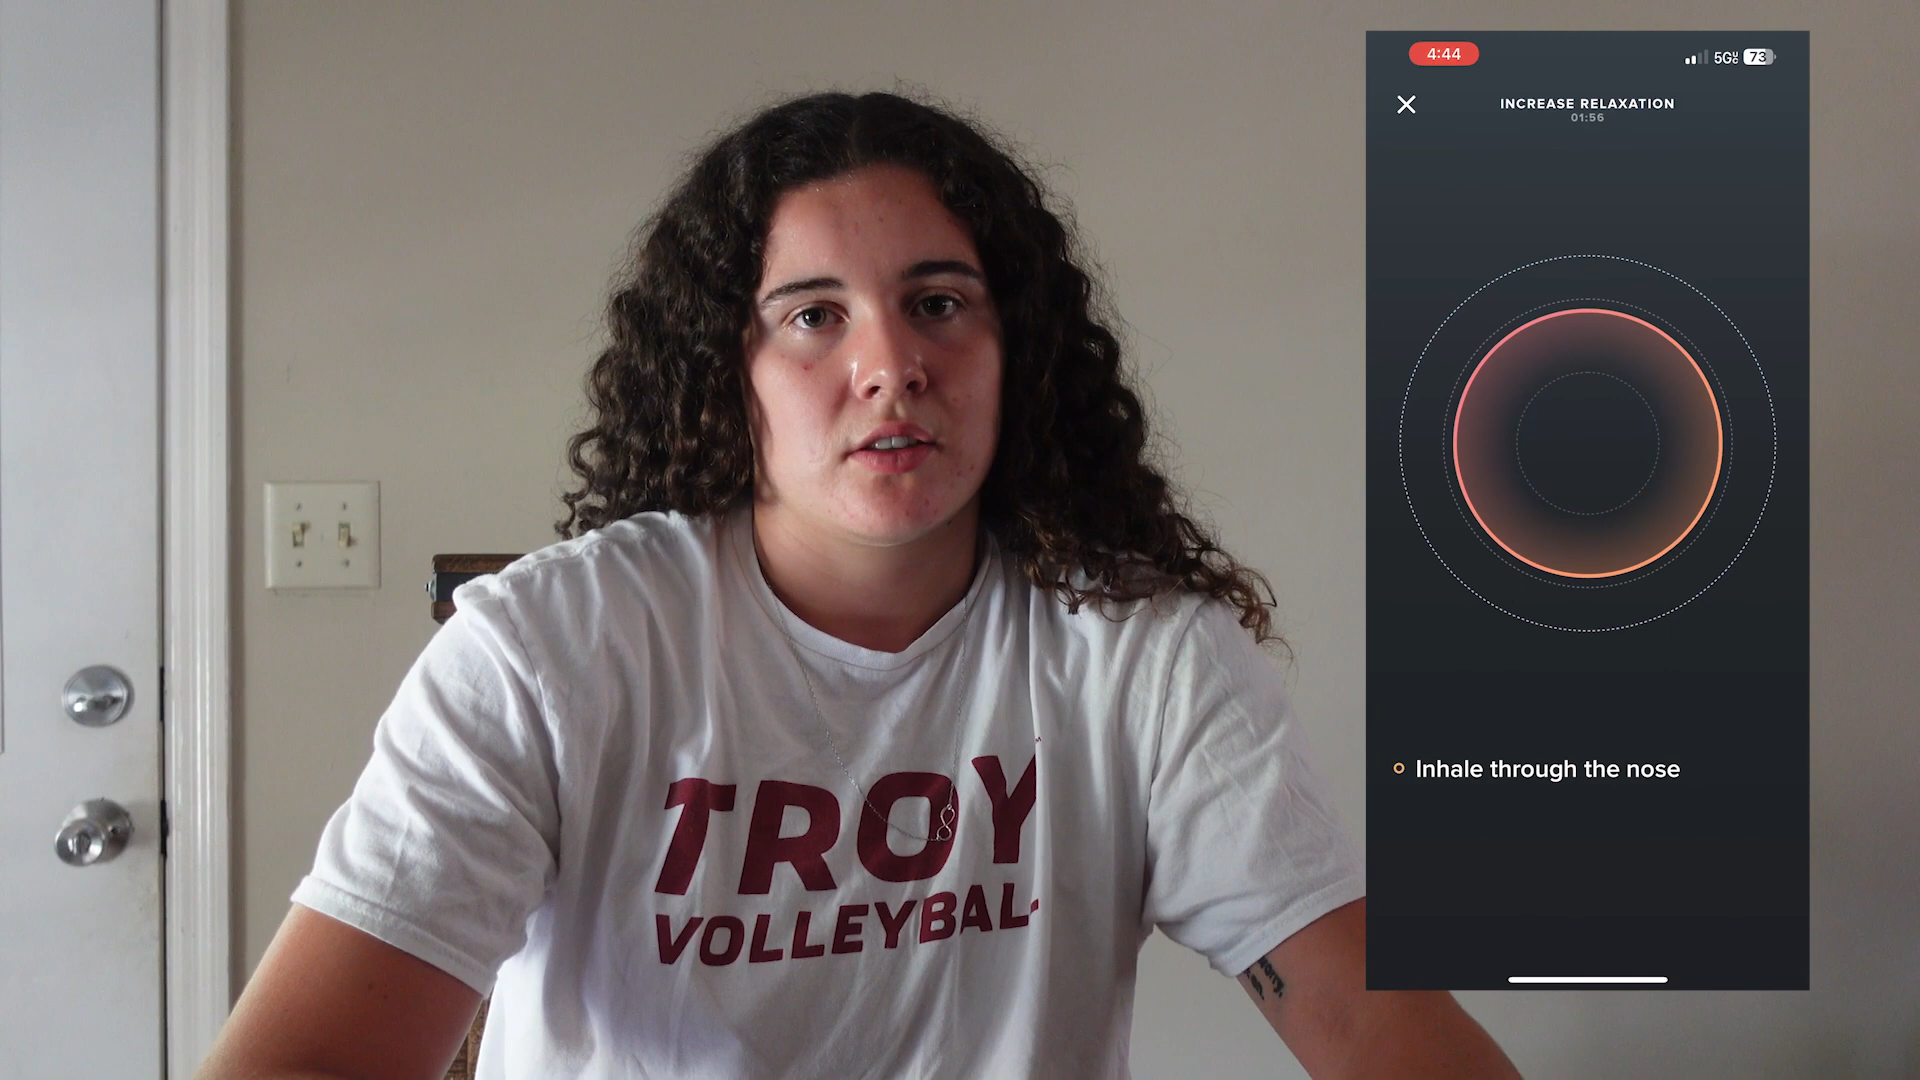 TROY
VOLLEYBAL
4:44
5G
73
INCREASE RELAXATION
01:56
Inhale through the nose